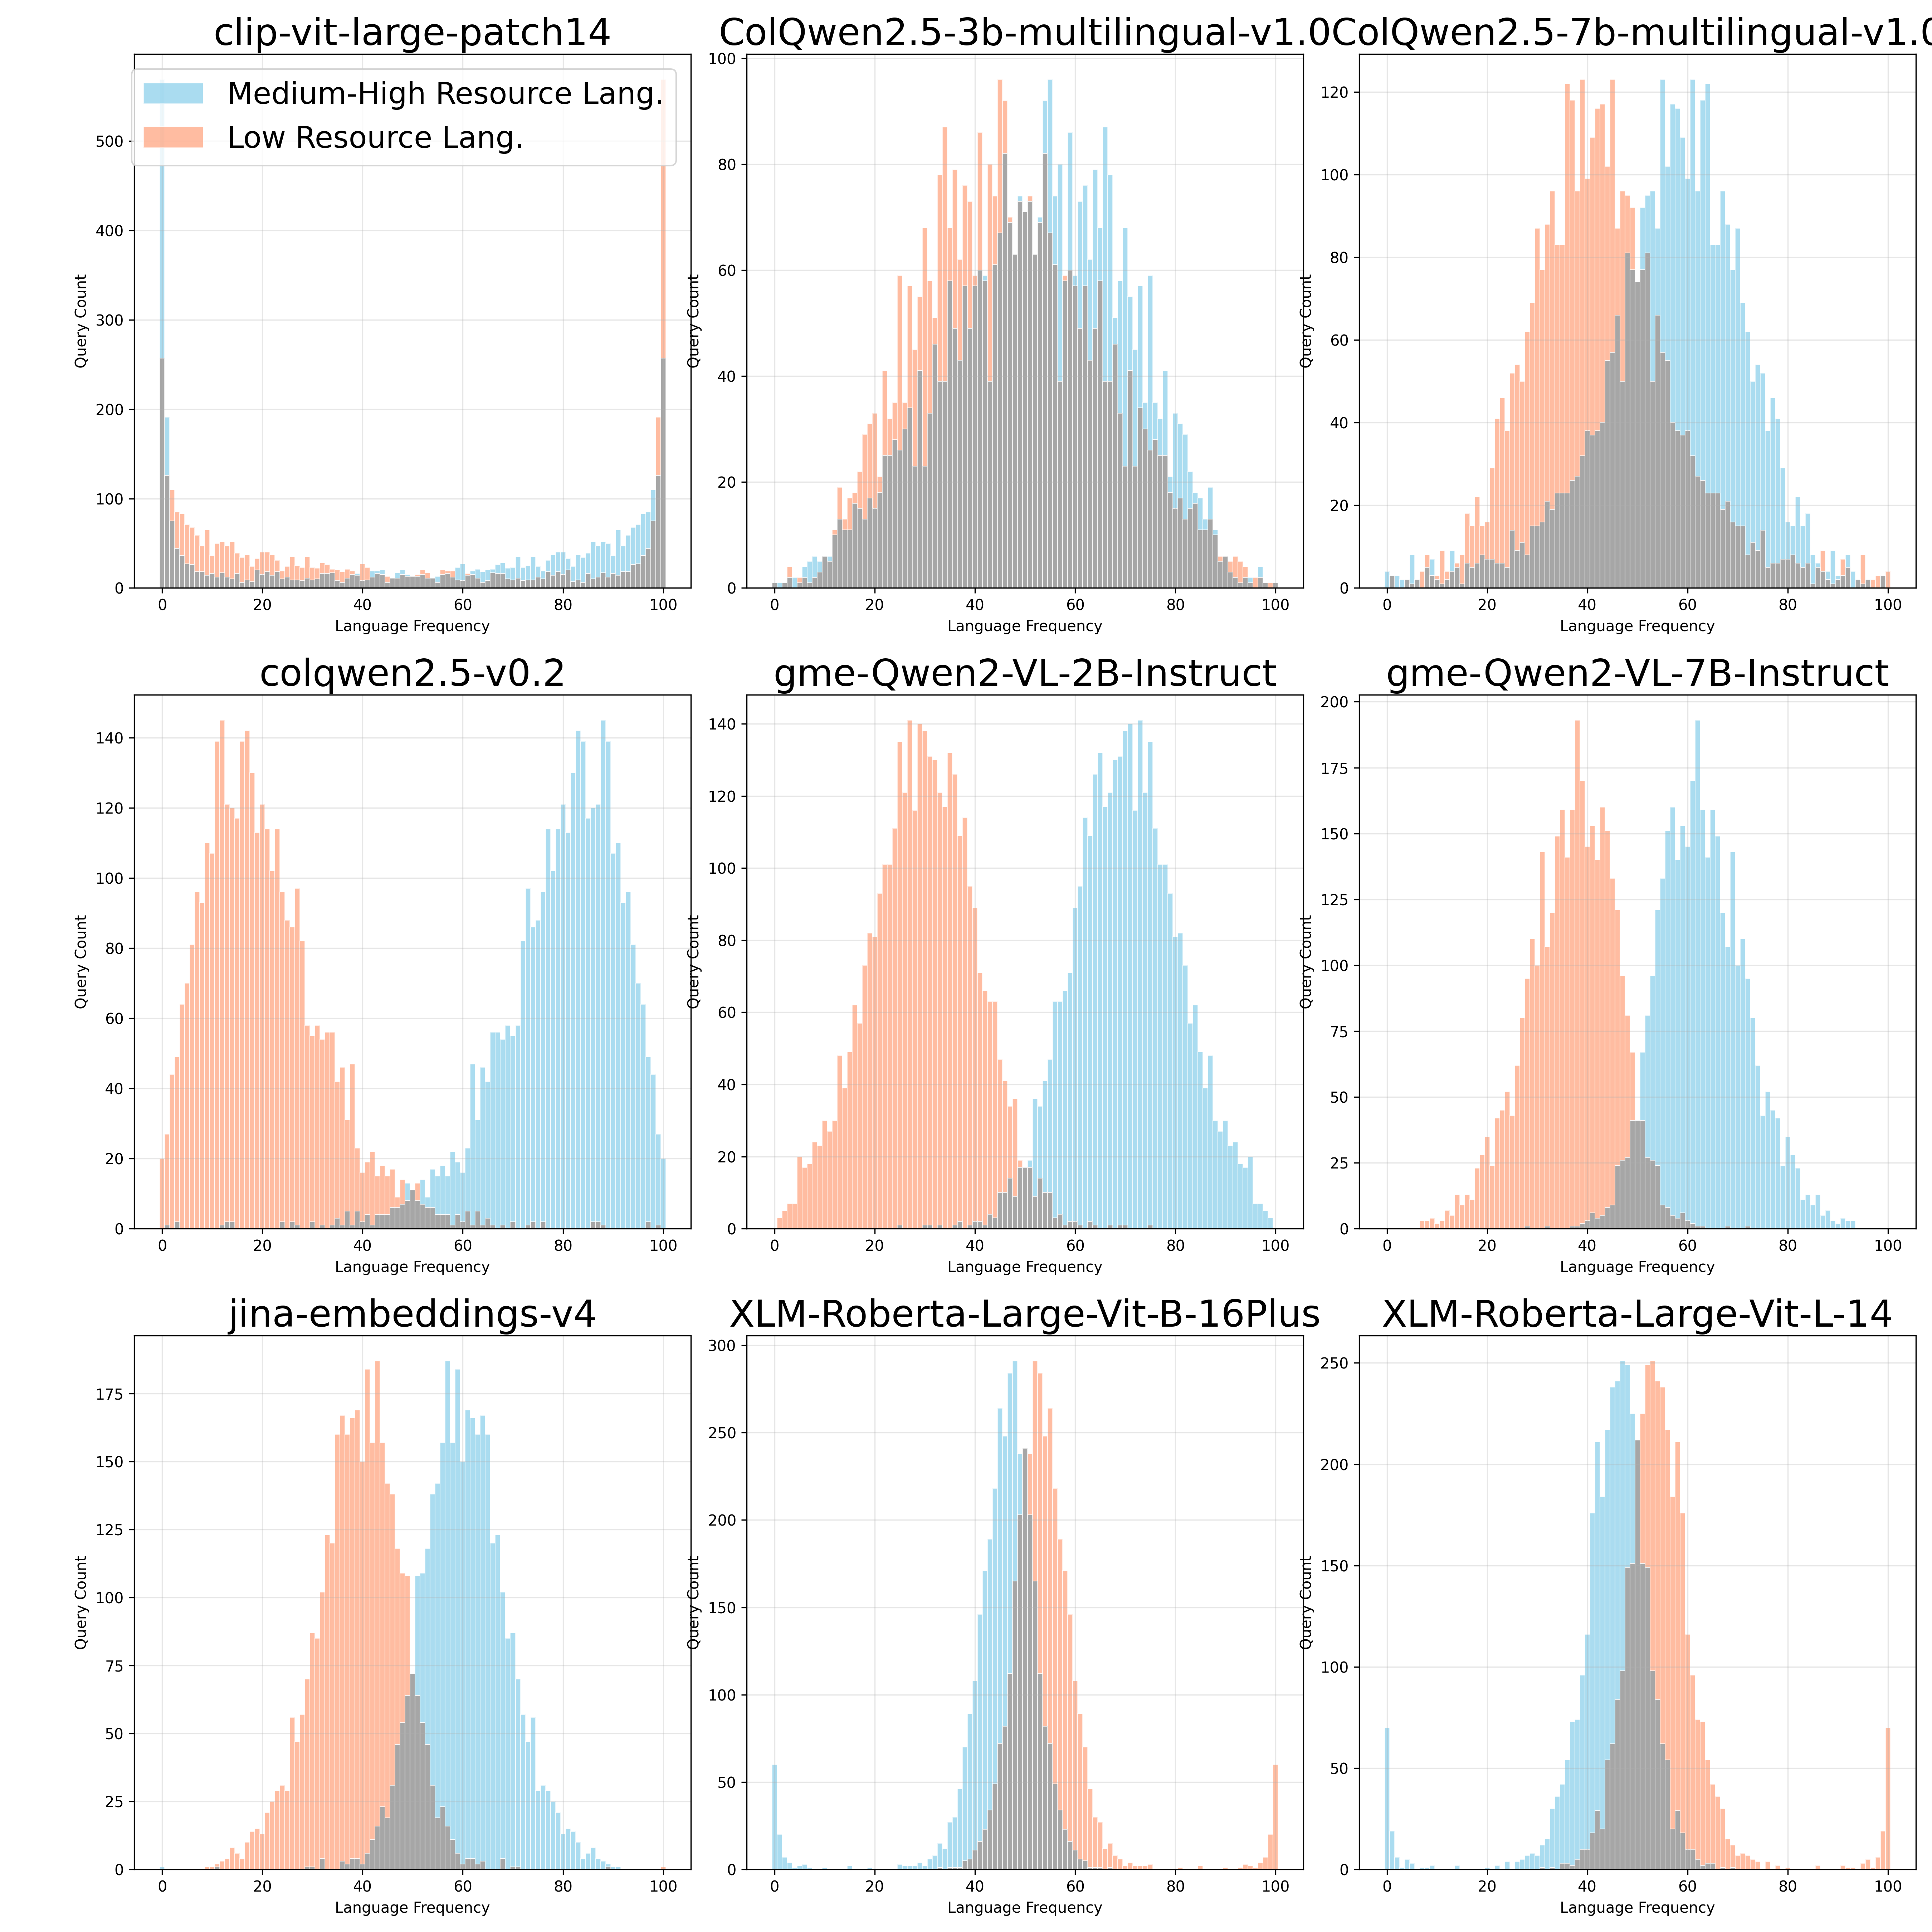 clip-vit-large-patch14
Medium-High Resource Lang.
Low Resource Lang.
Query Count
500
400
300
200
100
0
0 20 40 60 80 100
Language Frequency
ColQwen2.5-3b-multilingual-v1.0
Query Count
100
80
60
40
20
0
0 20 40 60 80 100
Language Frequency
ColQwen2.5-7b-multilingual-v1.0
Query Count
120
100
80
60
40
20
0
0 20 40 60 80 100
Language Frequency
colqwen2.5-v0.2
Query Count
140
120
100
80
60
40
20
0
0 20 40 60 80 100
Language Frequency
gme-Qwen2-VL-2B-Instruct
Query Count
140
120
100
80
60
40
20
0
0 20 40 60 80 100
Language Frequency
gme-Qwen2-VL-7B-Instruct
Query Count
200
175
150
125
100
75
50
25
0
0 20 40 60 80 100
Language Frequency
jina-embeddings-v4
Query Count
175
150
125
100
75
50
25
0
0 20 40 60 80 100
Language Frequency
XLM-Roberta-Large-Vit-B-16Plus
Query Count
300
250
200
150
100
50
0
0 20 40 60 80 100
Language Frequency
XLM-Roberta-Large-Vit-L-14
Query Count
250
200
150
100
50
0
0 20 40 60 80 100
Language Frequency